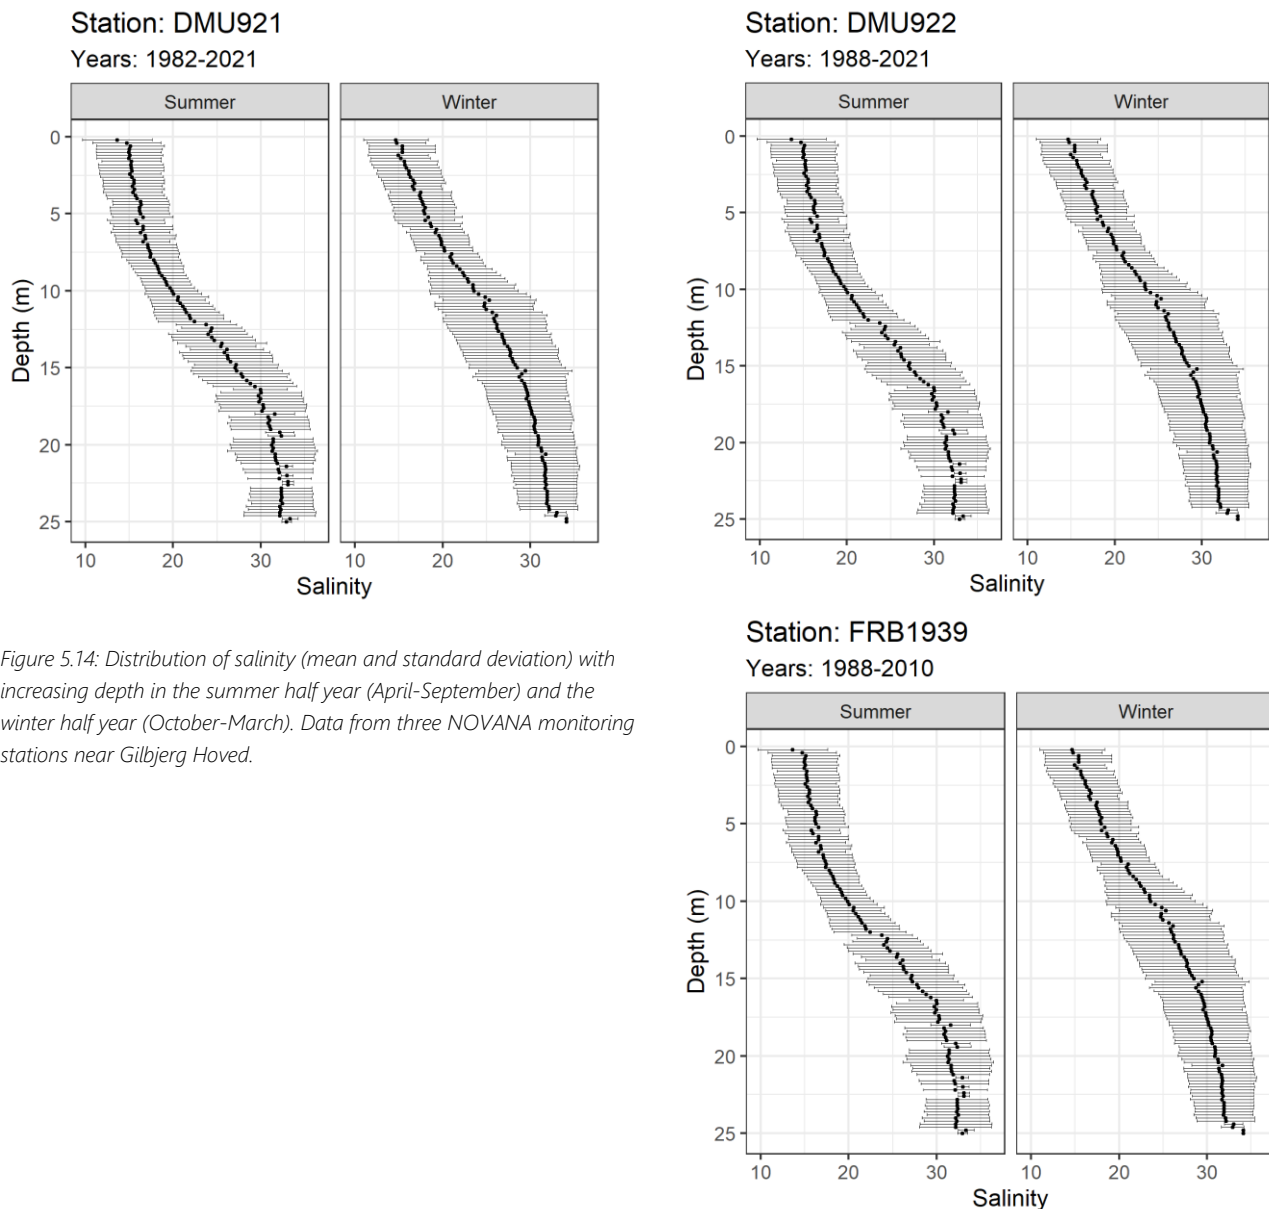 Station: DMU921
Years: 1982-2021
Summer
Winter
0
5
10
15
20
25
Depth (m)
10
20
30
10
20
30
Salinity
Station: DMU922
Years: 1988-2021
Summer
Winter
0
5
10
15
20
25
Depth (m)
10
20
30
10
20
30
Salinity
Figure 5.14: Distribution of salinity (mean and standard deviation) with
increasing depth in the summer half year (April-September) and the
winter half year (October-March). Data from three NOVANA monitoring
stations near Gilbjerg Hoved.
Station: FRB1939
Years: 1988-2010
Summer
Winter
0
5
10
15
20
25
Depth (m)
10
20
30
10
20
30
Salinity